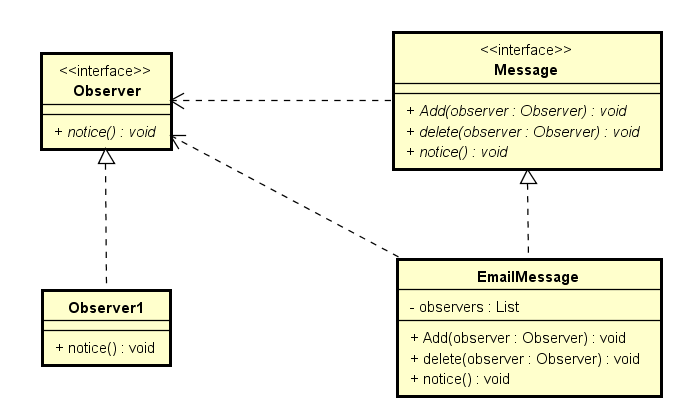 <<interface>>
Observer
+ notice() : void
<<interface>>
Message
+ Add(observer : Observer) : void
+ delete(observer : Observer) : void
+ notice() : void
Observer1
+ notice() : void
EmailMessage
- observers : List
+ Add(observer : Observer) : void
+ delete(observer : Observer) : void
+ notice() : void